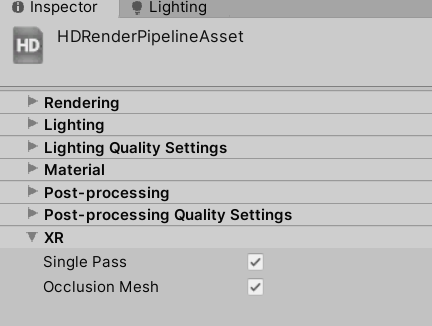 Inspector
Lighting
HD
HDRenderPipelineAsset
Rendering
Lighting
Lighting Quality Settings
Material
Post-processing
Post-processing Quality Settings
XR
Single Pass
Occlusion Mesh